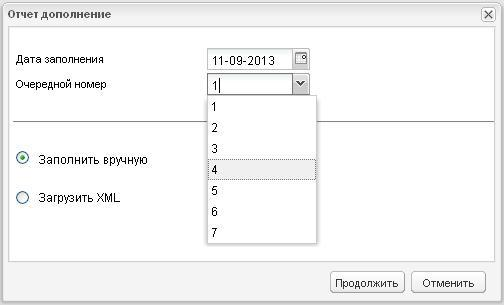 Отчет дополнение
Дата заполнения 11-09-2013
Очередной номер 1
1
2
3
4
5
6
7
Заполнить вручную
Загрузить XML
Продолжить Отменить